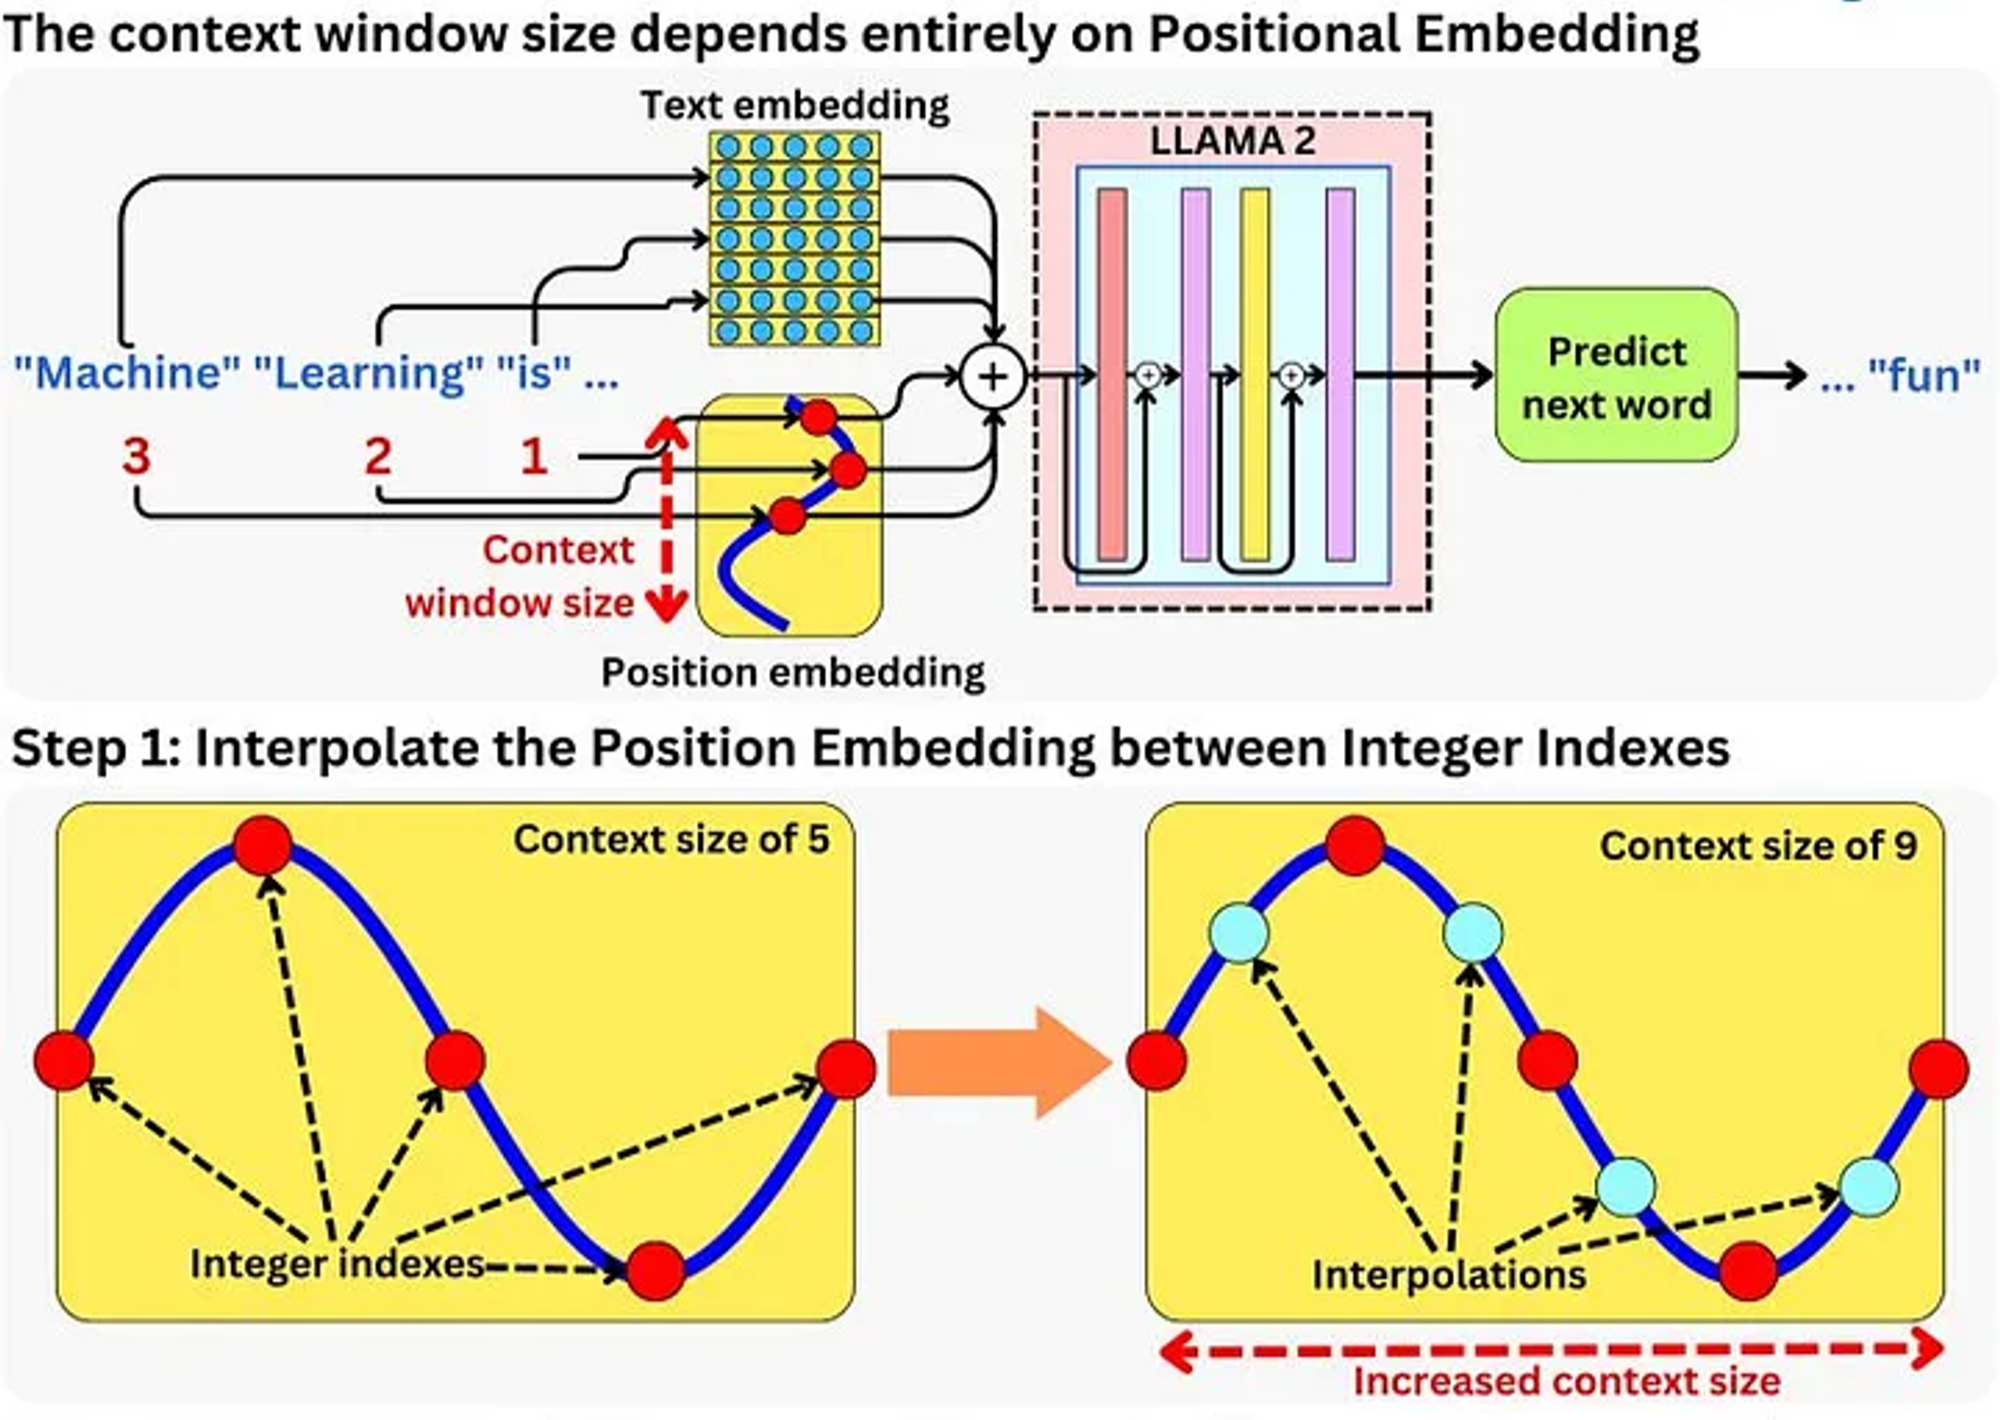 The context window size depends entirely on Positional Embedding
Text embedding
LLAMA 2
"Machine" "Learning" "is" ...
3 2 1
Context
window size
Position embedding
+
Predict
next word
... "fun"
Step 1: Interpolate the Position Embedding between Integer Indexes
Context size of 5
Integer indexes
Context size of 9
Interpolations
Increased context size